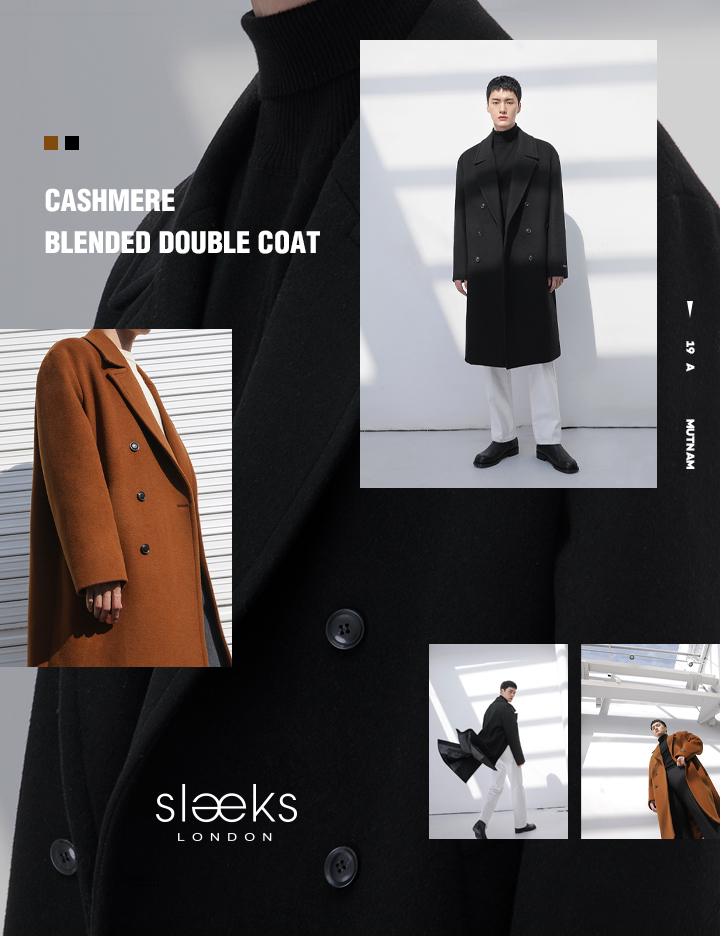 CASHMERE
BLENDED DOUBLE COAT
19 A
MUTNAM
sleeks
LONDON